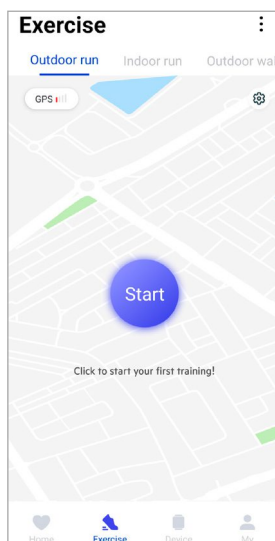 Exercise
Outdoor run Indoor run Outdoor wal
GPS
Start
Click to start your first training!
Home Exercise Device My